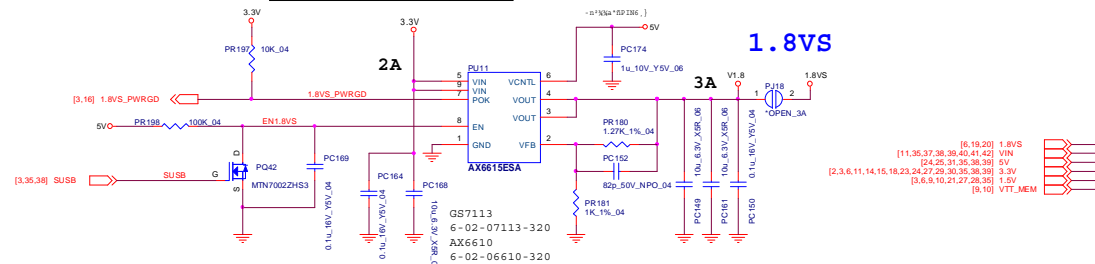 3.3V
PR197
10K_04
[3,16] 1.8VS_PWRGD
1.8VS_PWRGD
5V
PR198
100K_04
EN1.8VS
[3,35,38] SUSB
SUSB
G
D
S
PQ42
MTN7002ZHS3
PC169
0.1u_16V_Y5V_04
3.3V
2A
PU11
5 VIN
9 VIN
7 POK
8 EN
1 GND
VCNTL 6
VOUT 4
VOUT 3
VFB 2
AX6615ESA
PC164
0.1u_16V_Y5V_04
PC168
GS7113
6-02-07113-320
AX6610
6-02-06610-320
5V
PC174
1u_10V_Y5V_06
PR180
1.27K_1%_04
PC152
82p_50V_NPO_04
PR181
1K_1%_04
3A
PC149
10u_6.3V_X5R_06
PC161
10u_6.3V_X5R_06
PC150
0.1u_16V_Y5V_04
1.8VS
V1.8
PJ18
1
2
*OPEN_3A
1.8VS
[6,19,20] 1.8VS
[11,35,37,38,39,40,41,42] VIN
[24,25,31,35,38,39] 5V
[2,3,6,11,14,15,18,23,24,27,29,30,35,38,39] 3.3V
[3,6,9,10,21,27,28,35] 1.5V
[9,10] VTT_MEM